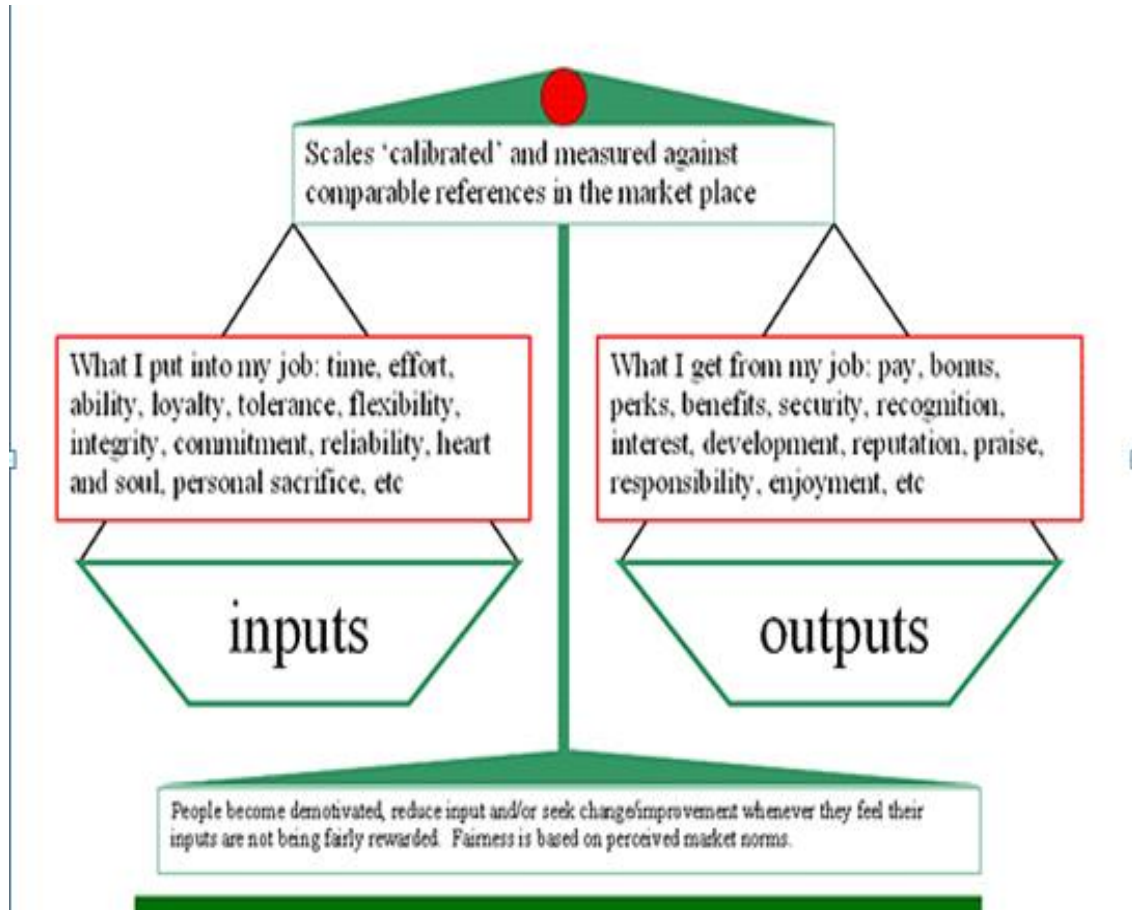 Scales ‘calibrated’ and measured against
comparable references in the market place
What I put into my job: time, effort,
ability, loyalty, tolerance, flexibility,
integrity, commitment, reliability, heart
and soul, personal sacrifice, etc
What I get from my job: pay, bonus,
perks, benefits, security, recognition,
interest, development, reputation, praise,
responsibility, enjoyment, etc
inputs
outputs
People become demotivated, reduce input and/or seek change/improvement whenever they feel their
inputs are not being fairly rewarded. Fairness is based on perceived market norms.